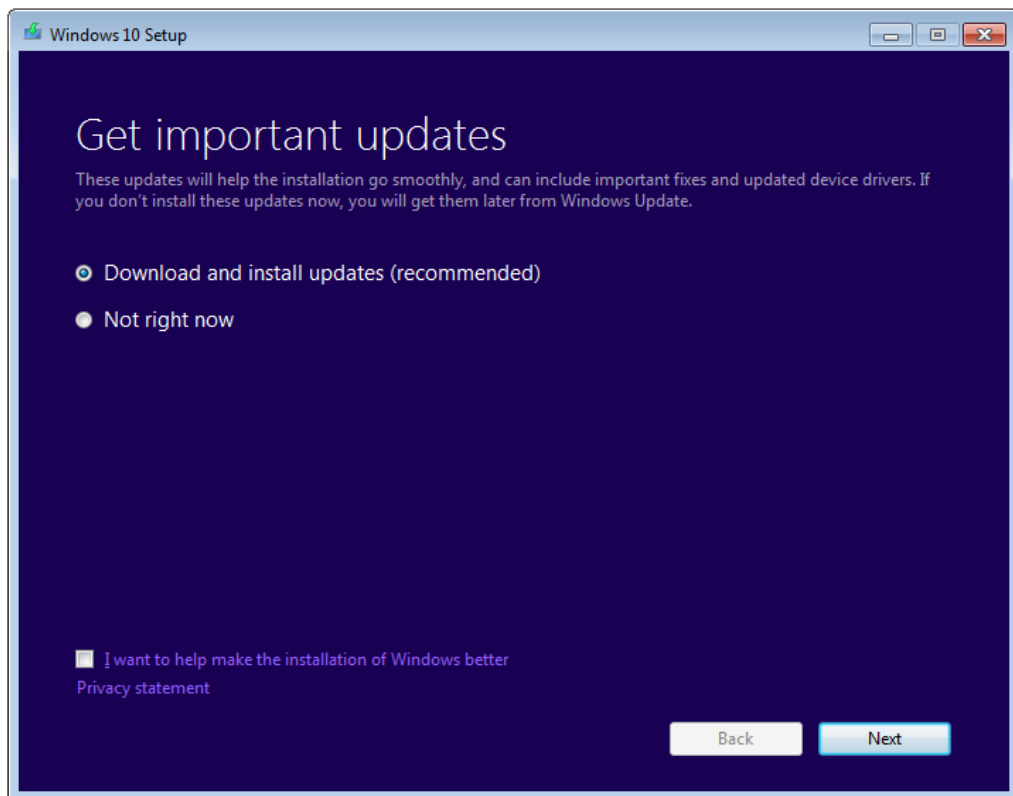 Windows 10 Setup
Get important updates
These updates will help the installation go smoothly, and can include important fixes and updated device drivers. If
you don't install these updates now, you will get them later from Windows Update.
Download and install updates (recommended)
Not right now
I want to help make the installation of Windows better
Privacy statement
Back
Next